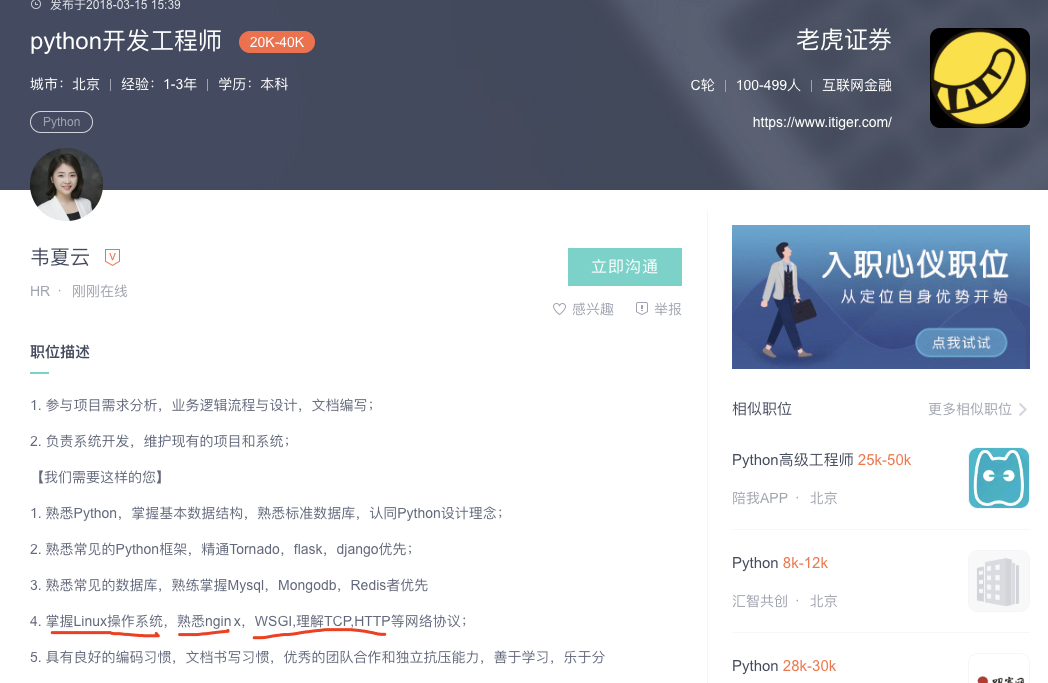 发布于2018-03-15 15:39
python开发工程师 20K-40K
城市：北京 | 经验：1-3年 | 学历：本科
Python
老虎证券
C轮 | 100-499人 | 互联网金融
https://www.itiger.com/
韦夏云
HR · 刚刚在线
立即沟通
感兴趣 举报
职位描述
1. 参与项目需求分析，业务逻辑流程与设计，文档编写；
2. 负责系统开发，维护现有的项目和系统；
【我们需要这样的您】
1. 熟悉Python，掌握基本数据结构，熟悉标准数据库，认同Python设计理念；
2. 熟悉常见的Python框架，精通Tornado，flask，django优先；
3. 熟悉常见的数据库，熟练掌握Mysql，Mongodb，Redis者优先
4. 掌握Linux操作系统，熟悉nginx，WSGI,理解TCP,HTTP等网络协议；
5. 具有良好的编码习惯，文档书写习惯，优秀的团队合作和独立抗压能力，善于学习，乐于分
入职心仪职位
从定位自身优势开始
点我试试
相似职位 更多相似职位
Python高级工程师 25k-50k
陪我APP · 北京
Python 8k-12k
汇智共创 · 北京
Python 28k-30k